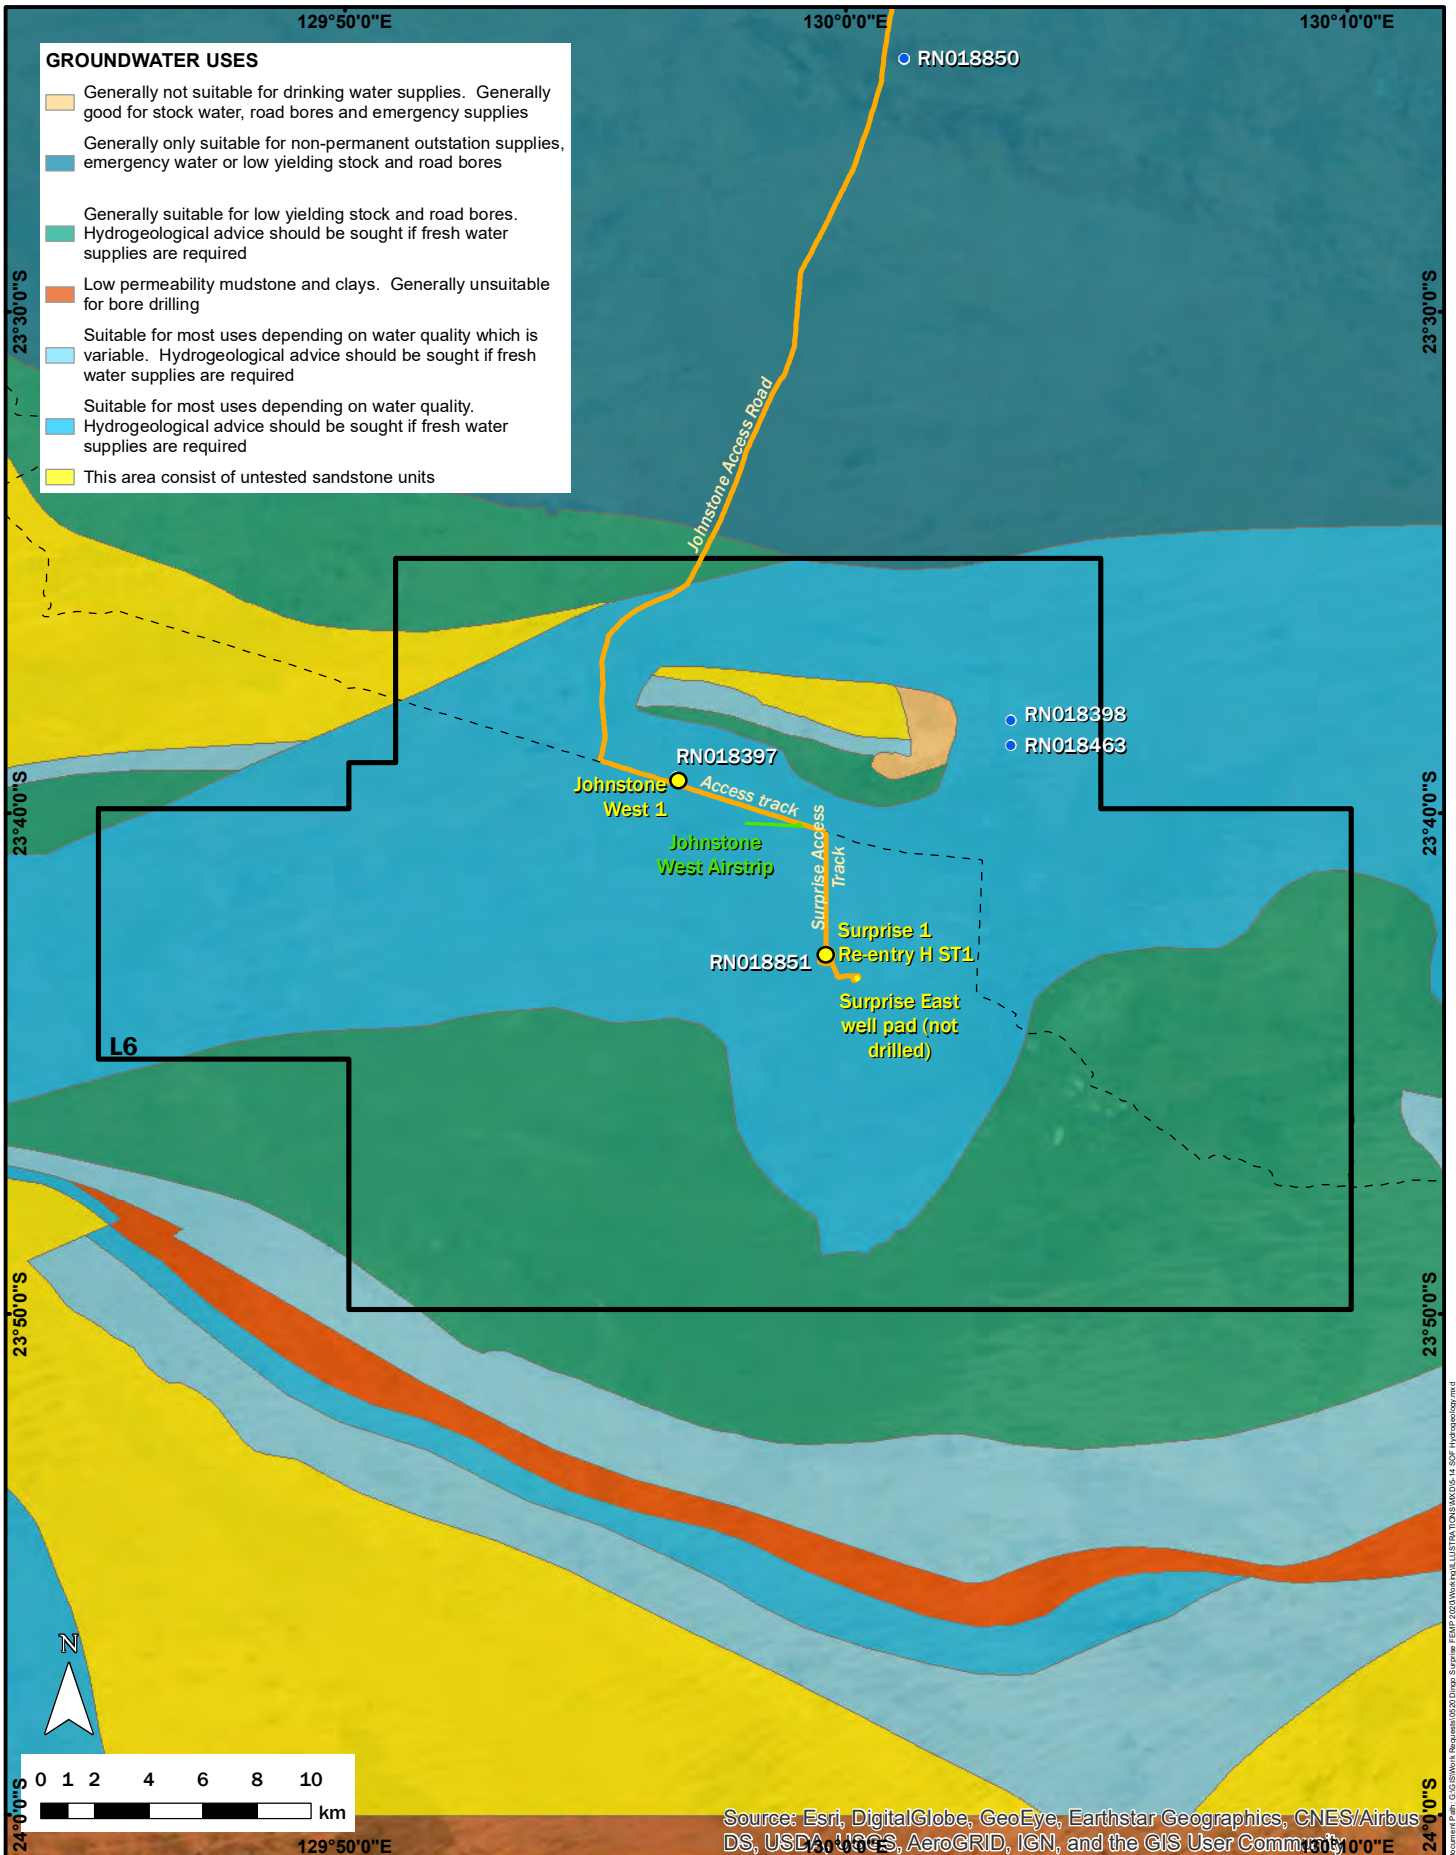 129°50'0"E
130°0'0"E
130°10'0"E
GROUNDWATER USES
Generally not suitable for drinking water supplies. Generally
good for stock water, road bores and emergency supplies
Generally only suitable for non-permanent outstation supplies,
emergency water or low yielding stock and road bores
Generally suitable for low yielding stock and road bores.
Hydrogeological advice should be sought if fresh water
supplies are required
Low permeability mudstone and clays. Generally unsuitable
for bore drilling
Suitable for most uses depending on water quality which is
variable. Hydrogeological advice should be sought if fresh
water supplies are required
Suitable for most uses depending on water quality.
Hydrogeological advice should be sought if fresh water
supplies are required
This area consist of untested sandstone units
RN018850
23°30'0"S
23°30'0"S
Johnstone Access Road
RN018398
RN018463
RN018397
Johnstone
West 1
Access track
23°40'0"S
23°40'0"S
Johnstone
West Airstrip
Surprise Access
Track
Surprise 1
Re-entry H ST1
RN018851
Surprise East
well pad (not
drilled)
L6
23°50'0"S
23°50'0"S
N
0 1 2 4 6 8 10
km
24°0'0"S
24°0'0"S
Source: Esri, DigitalGlobe, GeoEye, Earthstar Geographics, CNES/Airbus
DS, USDA, USGS, AeroGRID, IGN, and the GIS User Community
129°50'0"E
130°0'0"E
130°10'0"E